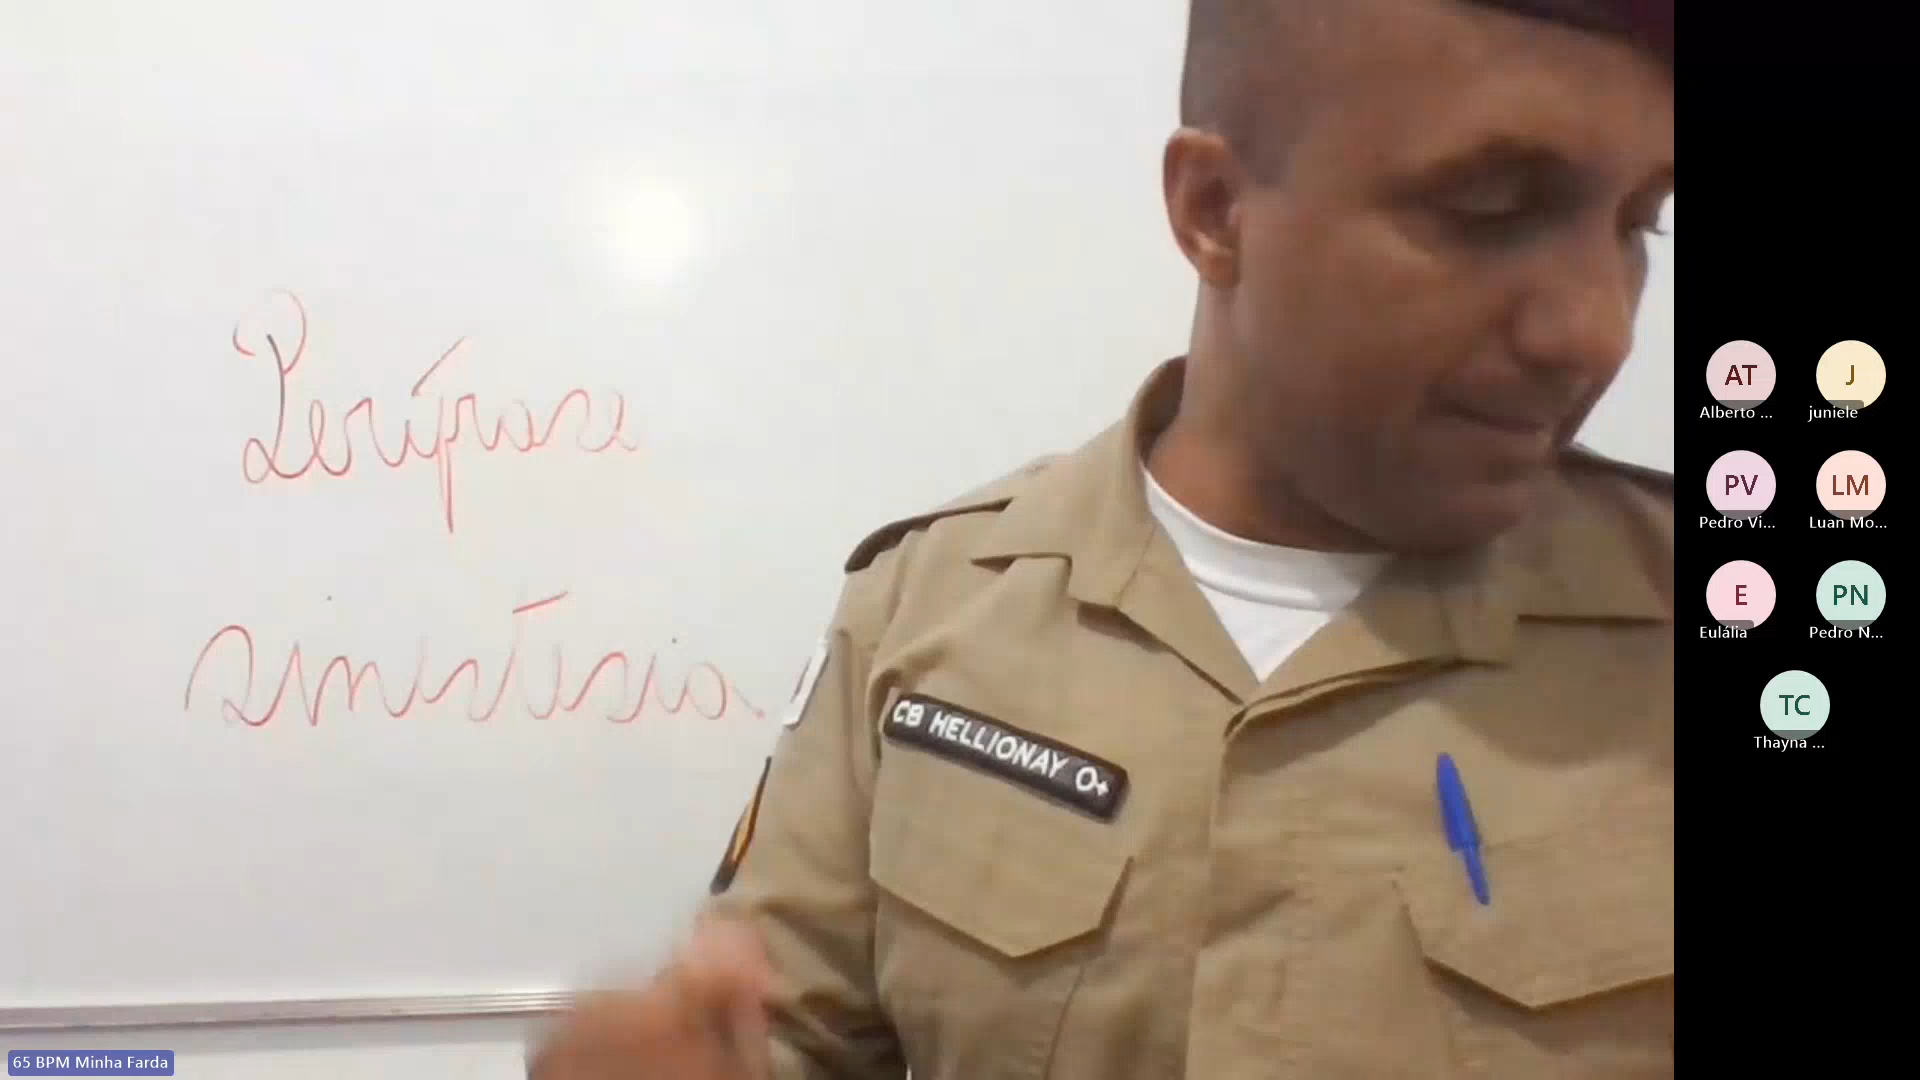 Perífrase
sinestesia
CB HELLIONAY O+
AT
J
Alberto ...
juniele
PV
LM
Pedro Vi...
Luan Mo...
E
PN
Eulália
Pedro N...
TC
Thayna ...
65 BPM Minha Farda